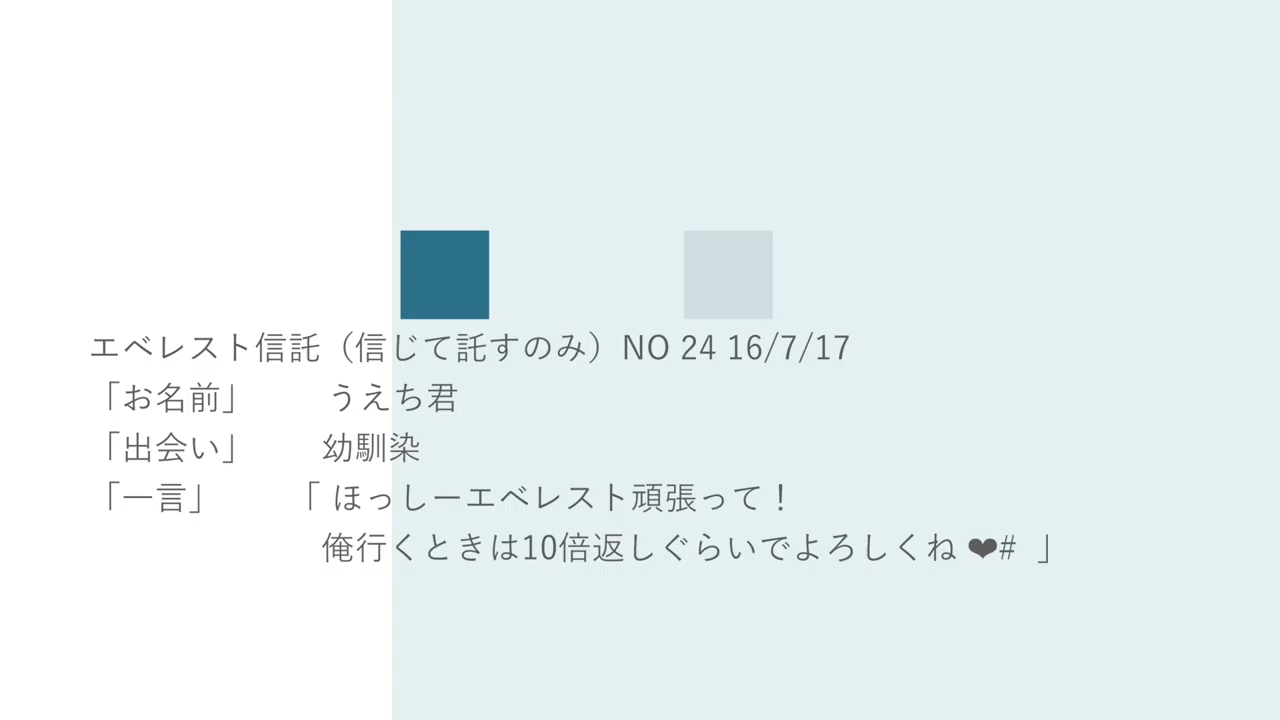 エベレスト信託（信じて託すのみ）NO 24 16/7/17
「お名前」　　　うえち君
「出会い」　　　幼馴染
「一言」　　　「 ほっしーエベレスト頑張って！
俺行くときは10倍返しぐらいでよろしくね ❤#　」